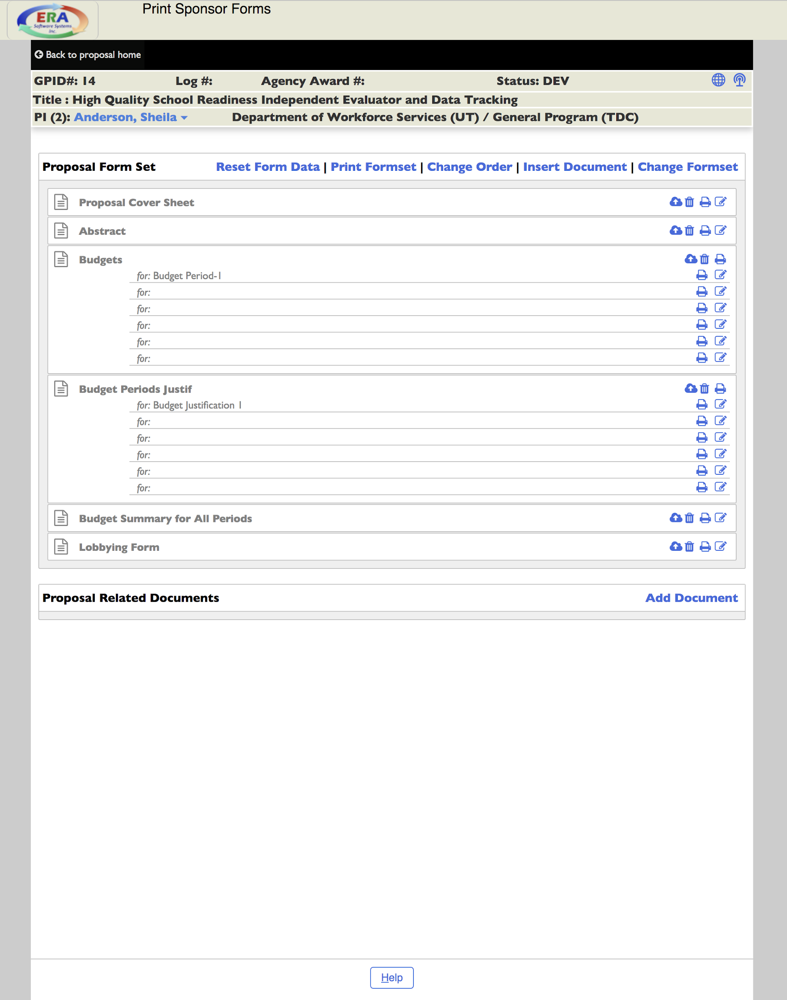 ERA
Software Systems
Inc.
Print Sponsor Forms
Back to proposal home
GPID#: 14 Log #: Agency Award #: Status: DEV
Title : High Quality School Readiness Independent Evaluator and Data Tracking
PI (2): Anderson, Sheila Department of Workforce Services (UT) / General Program (TDC)
Proposal Form Set Reset Form Data | Print Formset | Change Order | Insert Document | Change Formset
Proposal Cover Sheet
Abstract
Budgets
for: Budget Period-1
for:
for:
for:
for:
for:
Budget Periods Justif
for: Budget Justification 1
for:
for:
for:
for:
for:
Budget Summary for All Periods
Lobbying Form
Proposal Related Documents Add Document
Help